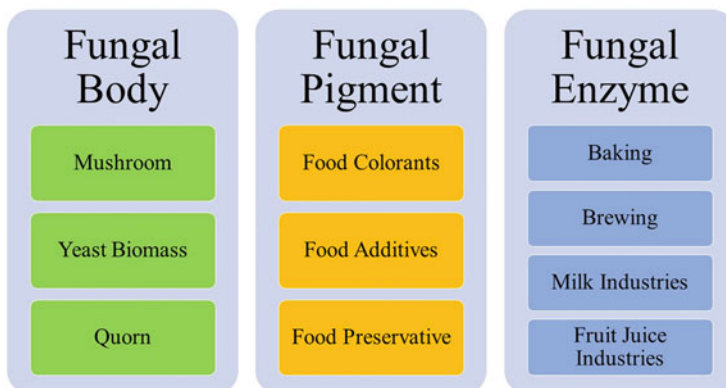 Fungal
Body
Mushroom
Yeast Biomass
Quorn
Fungal
Pigment
Food Colorants
Food Additives
Food Preservative
Fungal
Enzyme
Baking
Brewing
Milk Industries
Fruit Juice
Industries